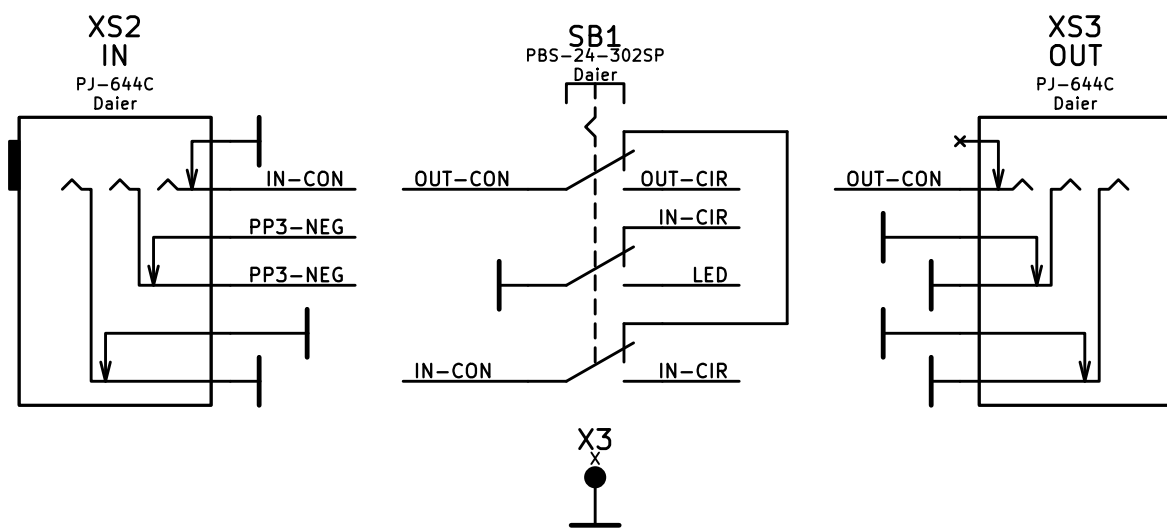 XS2
IN
PJ-644C
Daier
IN-CON
PP3-NEG
PP3-NEG
SB1
PBS-24-302SP
Daier
OUT-CON
OUT-CIR
IN-CIR
LED
IN-CON
IN-CIR
X3
X
XS3
OUT
PJ-644C
Daier
OUT-CON